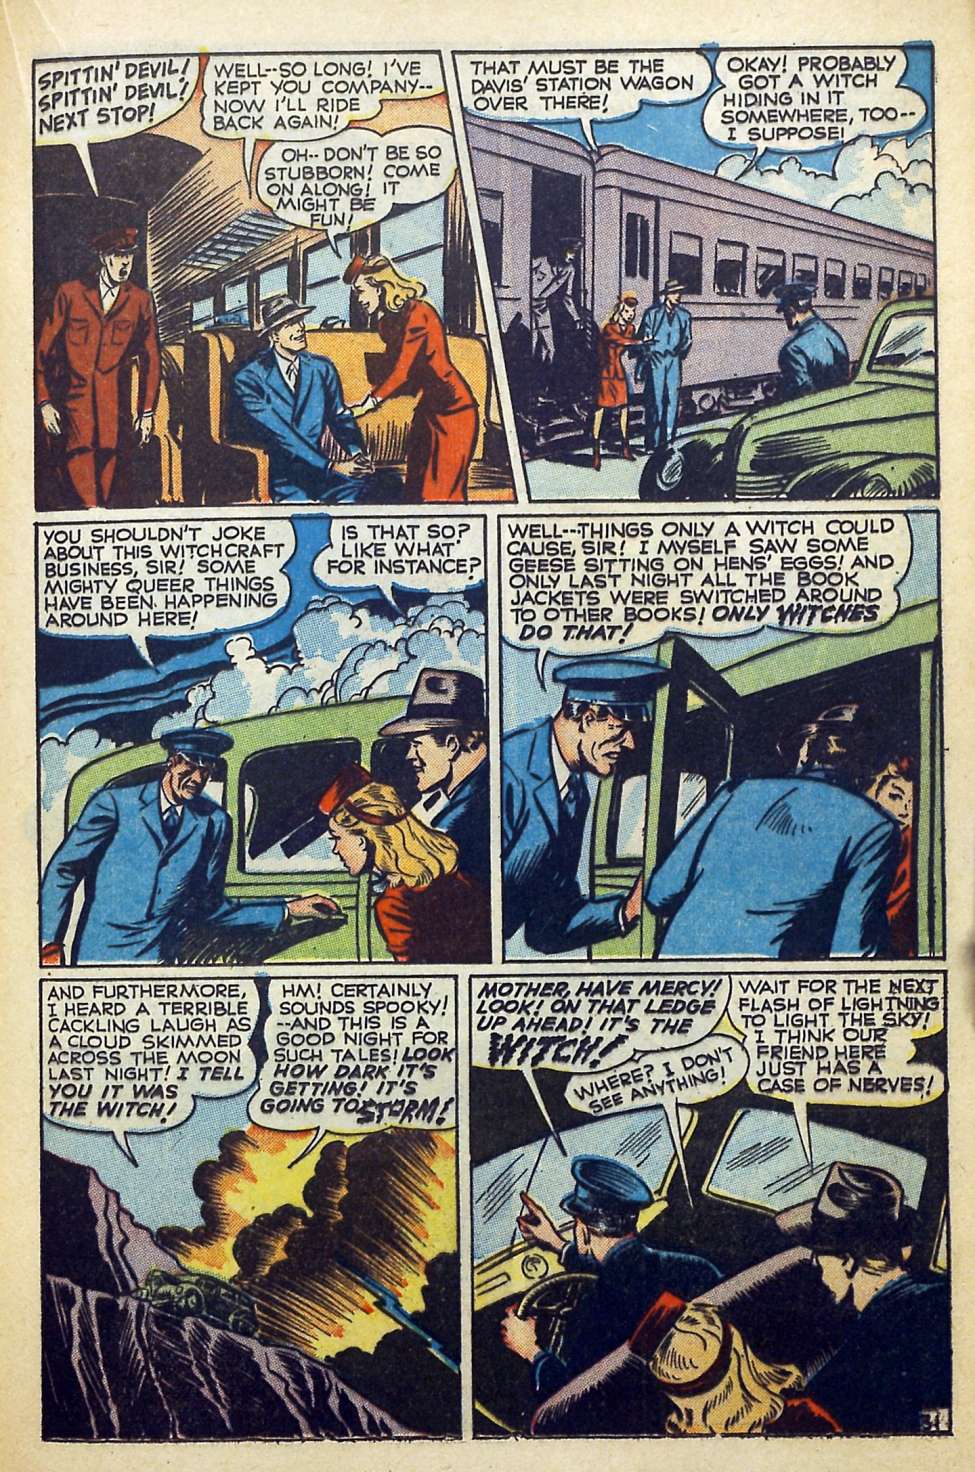 SPITTIN' DEVIL!
SPITTIN' DEVIL!
NEXT STOP!
WELL--SO LONG! I'VE
KEPT YOU COMPANY--
NOW I'LL RIDE
BACK AGAIN!
OH--DON'T BE SO
STUBBORN! COME
ON ALONG! IT
MIGHT BE
FUN!
THAT MUST BE THE
DAVIS' STATION WAGON
OVER THERE!
OKAY! PROBABLY
GOT A WITCH
HIDING IN IT
SOMEWHERE, TOO--
I SUPPOSE!
YOU SHOULDN'T JOKE
ABOUT THIS WITCHCRAFT
BUSINESS, SIR! SOME
MIGHTY QUEER THINGS
HAVE BEEN. HAPPENING
AROUND HERE!
IS THAT SO?
LIKE WHAT
FOR INSTANCE?
WELL--THINGS ONLY A WITCH COULD
CAUSE, SIR! I MYSELF SAW SOME
GEESE SITTING ON HENS' EGGS! AND
ONLY LAST NIGHT ALL THE BOOK
JACKETS WERE SWITCHED AROUND
TO OTHER BOOKS! ONLY WITCHES
DO THAT!
AND FURTHERMORE,
I HEARD A TERRIBLE
CACKLING LAUGH AS
A CLOUD SKIMMED
ACROSS THE MOON
LAST NIGHT! I TELL
YOU IT WAS
THE WITCH!
HM! CERTAINLY
SOUNDS SPOOKY!
--AND THIS IS A
GOOD NIGHT FOR
SUCH TALES! LOOK
HOW DARK IT'S
GETTING! IT'S
GOING TO STORM!
MOTHER, HAVE MERCY!
LOOK! ON THAT LEDGE
UP AHEAD! IT'S THE
WITCH!
WHERE? I DON'T
SEE ANYTHING!
WAIT FOR THE NEXT
FLASH OF LIGHTNING
TO LIGHT THE SKY!
I THINK OUR
FRIEND HERE
JUST HAS A
CASE OF NERVES!